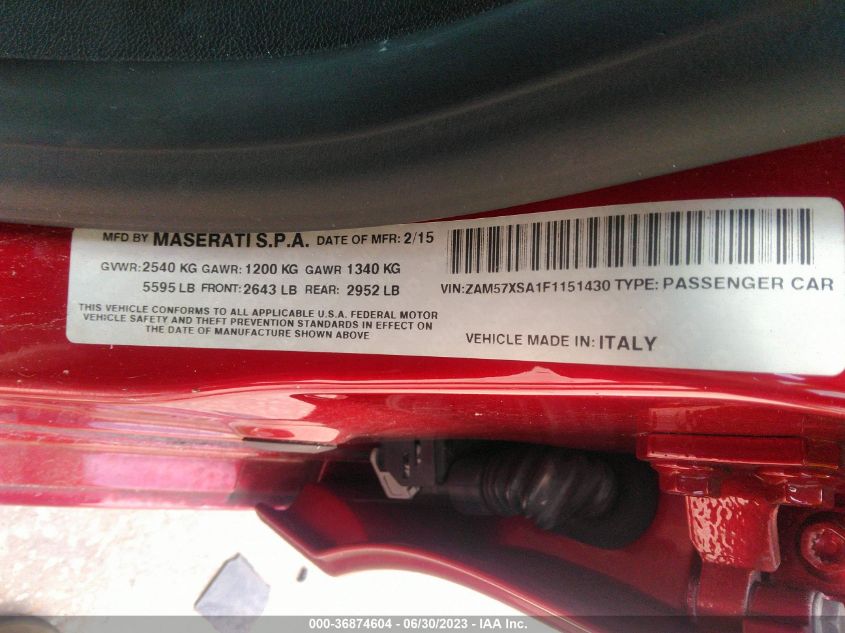 MFD BY MASERATI S.P.A. DATE OF MFR: 2/15
GVWR: 2540 KG GAWR: 1200 KG GAWR 1340 KG
5595 LB FRONT: 2643 LB REAR: 2952 LB
THIS VEHICLE CONFORMS TO ALL APPLICABLE U.S.A. FEDERAL MOTOR
VEHICLE SAFETY AND THEFT PREVENTION STANDARDS IN EFFECT ON
THE DATE OF MANUFACTURE SHOWN ABOVE
VIN:ZAM57XSA1F1151430 TYPE: PASSENGER CAR
VEHICLE MADE IN: ITALY
000-36874604 - 06/30/2023 - IAA Inc.